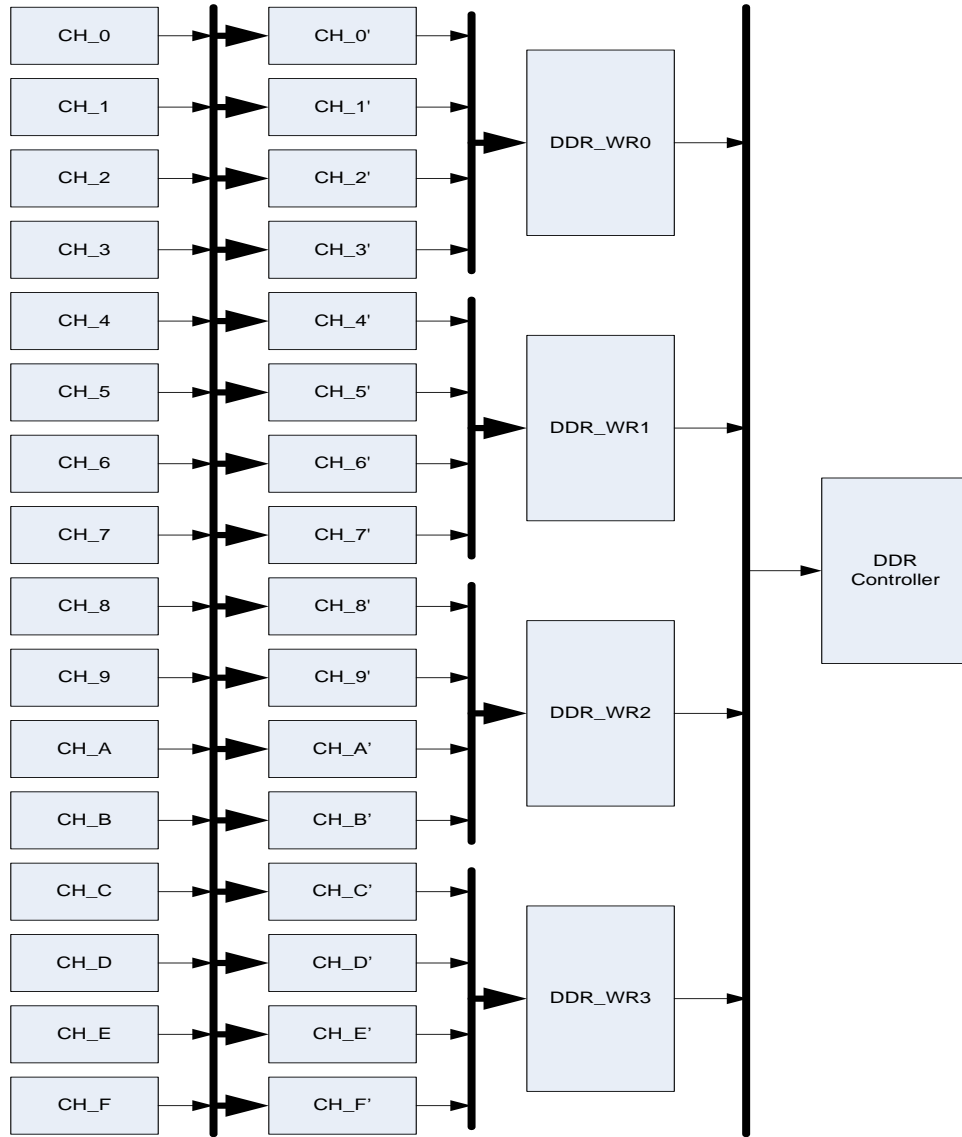 CH_0
CH_0'
CH_1
CH_1'
DDR_WR0
CH_2
CH_2'
CH_3
CH_3'
CH_4
CH_4'
CH_5
CH_5'
DDR_WR1
CH_6
CH_6'
CH_7
CH_7'
DDR
Controller
CH_8
CH_8'
CH_9
CH_9'
DDR_WR2
CH_A
CH_A’
CH_B
CH_B’
CH_C
CH_C’
CH_D
CH_D’
DDR_WR3
CH_E
CH_E’
CH_F
CH_F’